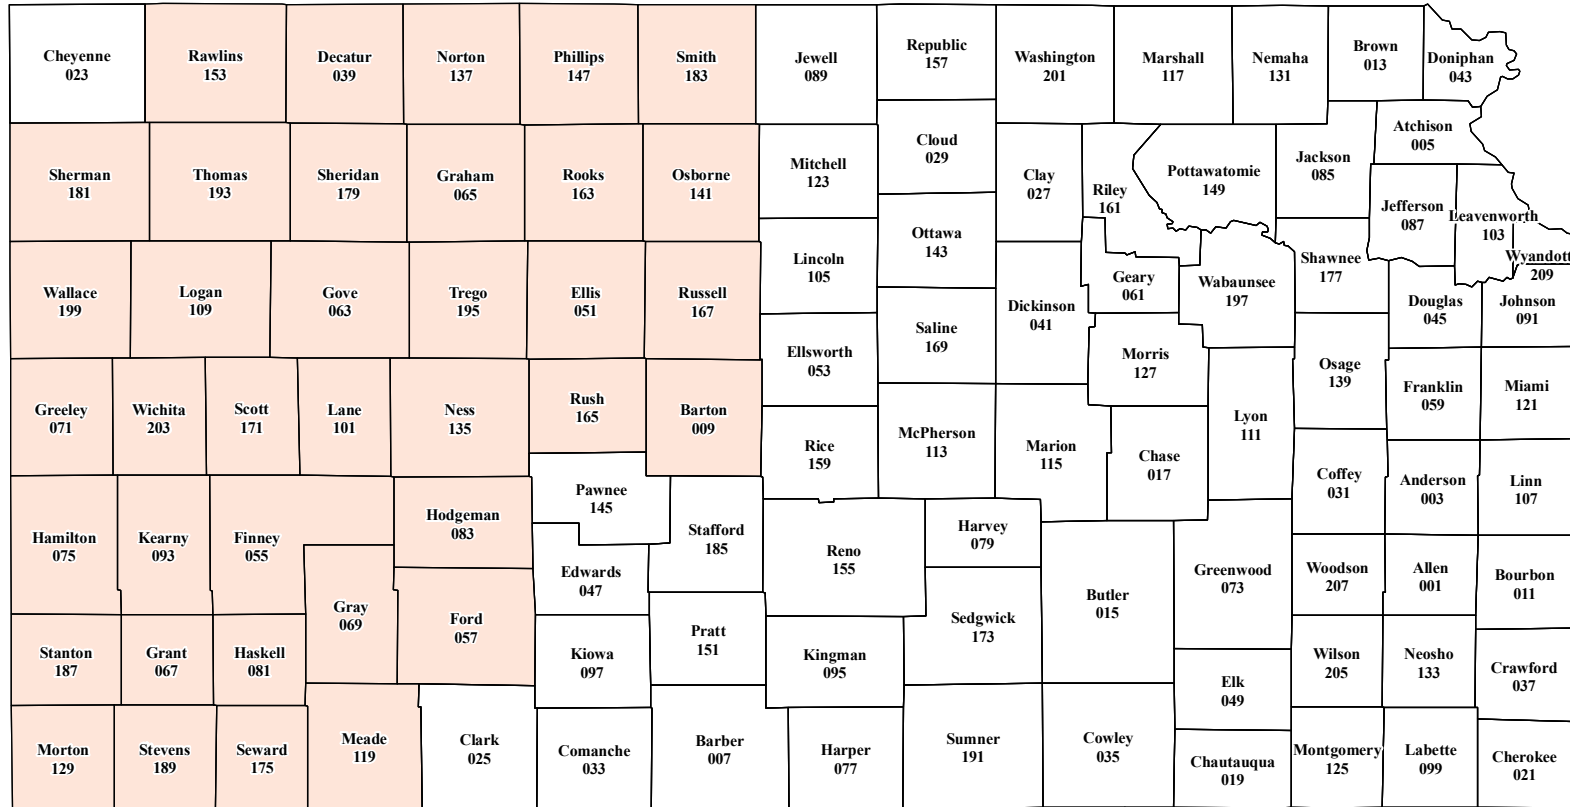 Cheyenne
023
Rawlins
153
Decatur
039
Norton
137
Phillips
147
Smith
183
Jewell
089
Republic
157
Washington
201
Marshall
117
Nemaha
131
Brown
013
Doniphan
043
Sherman
181
Thomas
193
Sheridan
179
Graham
065
Rooks
163
Osborne
141
Mitchell
123
Cloud
029
Clay
027
Riley
161
Pottawatomie
149
Jackson
085
Atchison
005
Jefferson
087
Leavenworth
103
Wyandott
209
Wallace
199
Logan
109
Gove
063
Trego
195
Ellis
051
Russell
167
Lincoln
105
Ottawa
143
Dickinson
041
Geary
061
Wabaunsee
197
Shawnee
177
Douglas
045
Johnson
091
Ellsworth
053
Saline
169
Morris
127
Osage
139
Franklin
059
Miami
121
Greeley
071
Wichita
203
Scott
171
Lane
101
Ness
135
Rush
165
Barton
009
Rice
159
McPherson
113
Marion
115
Chase
017
Lyon
111
Coffey
031
Anderson
003
Linn
107
Hamilton
075
Kearny
093
Finney
055
Hodgeman
083
Pawnee
145
Stafford
185
Edwards
047
Reno
155
Harvey
079
Butler
015
Greenwood
073
Woodson
207
Allen
001
Bourbon
011
Gray
069
Ford
057
Stanton
187
Grant
067
Haskell
081
Kiowa
097
Pratt
151
Kingman
095
Sedgwick
173
Elk
049
Wilson
205
Neosho
133
Crawford
037
Morton
129
Stevens
189
Seward
175
Meade
119
Clark
025
Comanche
033
Barber
007
Harper
077
Sumner
191
Cowley
035
Chautauqua
019
Montgomery
125
Labette
099
Cherokee
021